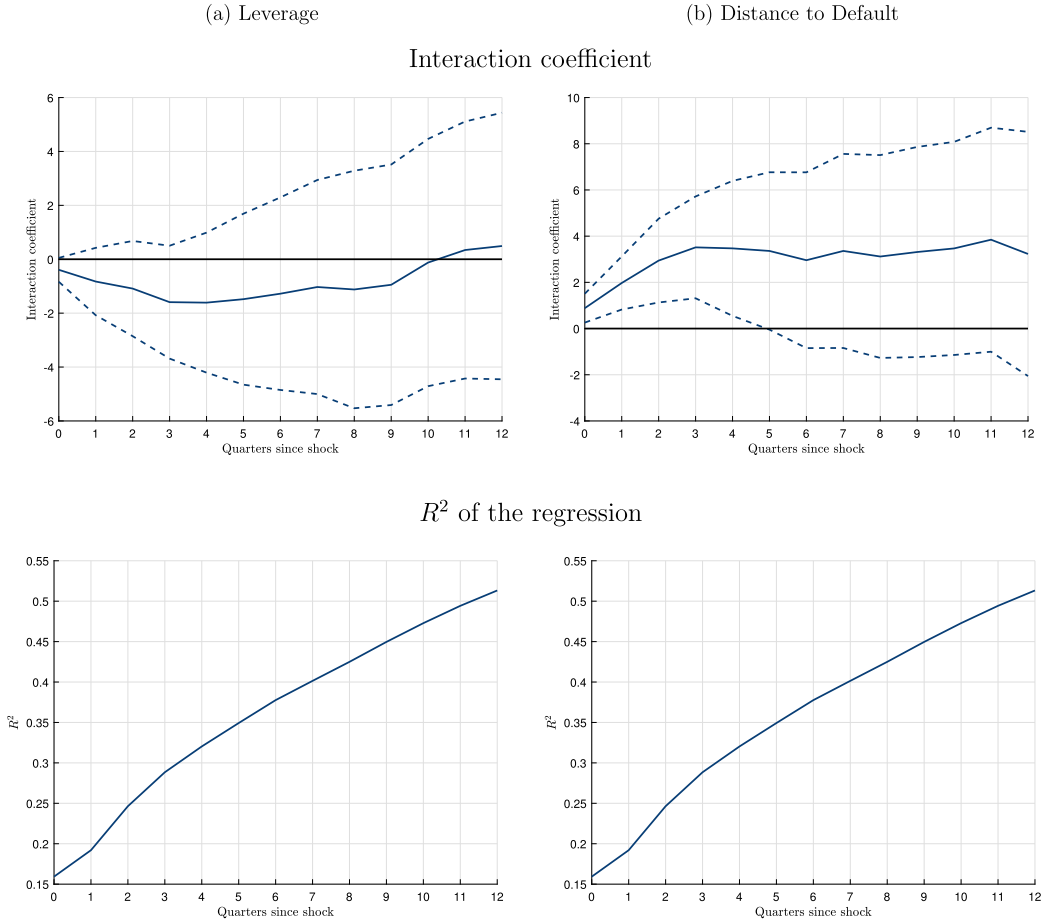 (a) Leverage
(b) Distance to Default
Interaction coefficient
6
4
2
0
-2
-4
-6
Interaction coefficient
0 1 2 3 4 5 6 7 8 9 10 11 12
Quarters since shock
10
8
6
4
2
0
-2
-4
Interaction coefficient
0 1 2 3 4 5 6 7 8 9 10 11 12
Quarters since shock
R² of the regression
0.55
0.5
0.45
0.4
0.35
0.3
0.25
0.2
0.15
R²
0 1 2 3 4 5 6 7 8 9 10 11 12
Quarters since shock
0.55
0.5
0.45
0.4
0.35
0.3
0.25
0.2
0.15
R²
0 1 2 3 4 5 6 7 8 9 10 11 12
Quarters since shock